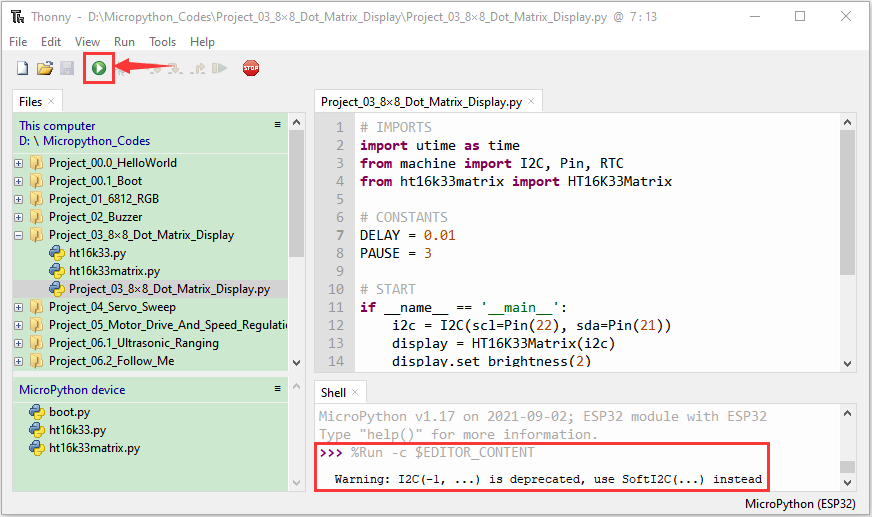 Thonny - D:\Micropython_Codes\Project_03_8×8_Dot_Matrix_Display\Project_03_8×8_Dot_Matrix_Display.py @ 7 : 13
File Edit View Run Tools Help
STOP
Files
This computer
D: \ Micropython_Codes
Project_00.0_HelloWorld
Project_00.1_Boot
Project_01_6812_RGB
Project_02_Buzzer
Project_03_8×8_Dot_Matrix_Display
ht16k33.py
ht16k33matrix.py
Project_03_8×8_Dot_Matrix_Display.py
Project_04_Servo_Sweep
Project_05_Motor_Drive_And_Speed_Regulatio
Project_06.1_Ultrasonic_Ranging
Project_06.2_Follow_Me
MicroPython device
boot.py
ht16k33.py
ht16k33matrix.py
Project_03_8×8_Dot_Matrix_Display.py
1 # IMPORTS
2 import utime as time
3 from machine import I2C, Pin, RTC
4 from ht16k33matrix import HT16K33Matrix
5
6 # CONSTANTS
7 DELAY = 0.01
8 PAUSE = 3
9
10 # START
11 if __name__ == '__main__':
12 i2c = I2C(scl=Pin(22), sda=Pin(21))
13 display = HT16K33Matrix(i2c)
14 display.set_brightness(2)
Shell
MicroPython v1.17 on 2021-09-02; ESP32 module with ESP32
Type "help()" for more information.
>>> %Run -c $EDITOR_CONTENT
Warning: I2C(-1, ...) is deprecated, use SoftI2C(...) instead
MicroPython (ESP32)